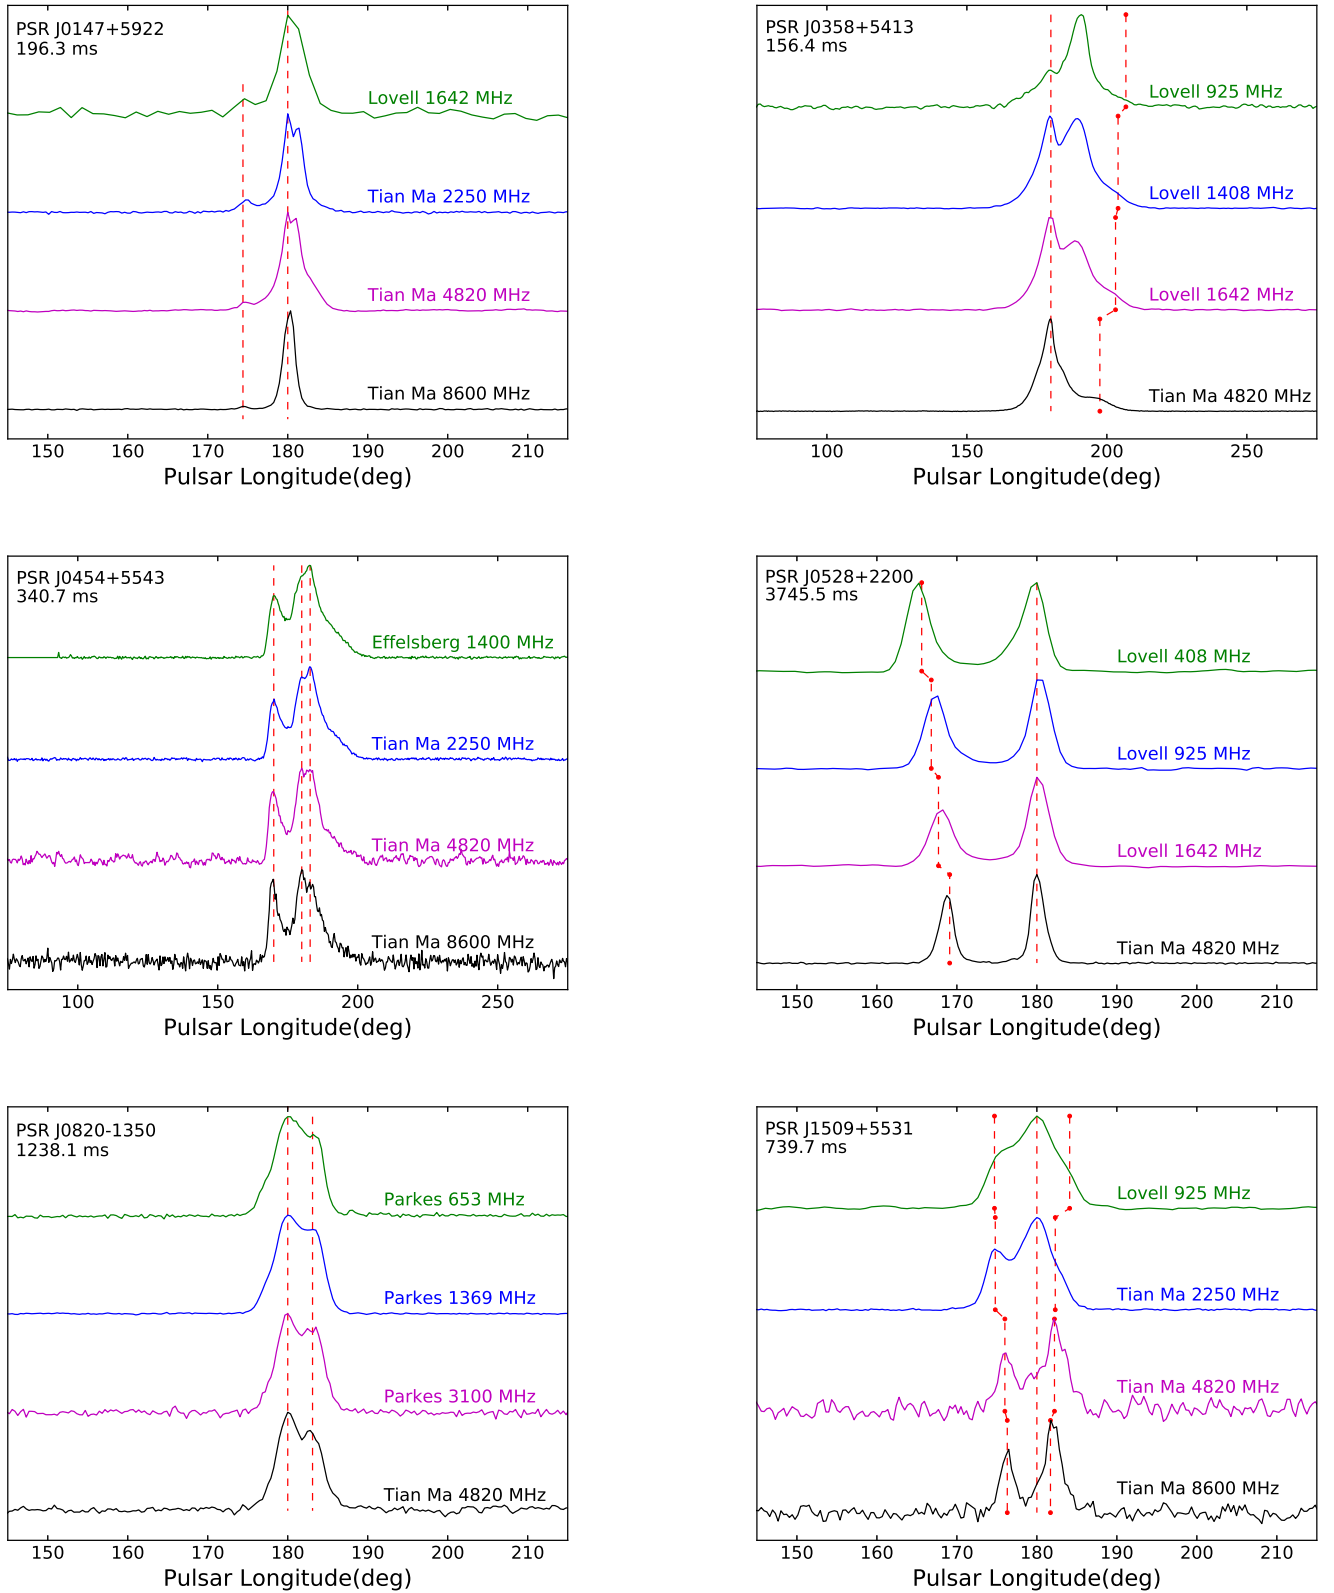 PSR J0147+5922
196.3 ms
Lovell 1642 MHz
Tian Ma 2250 MHz
Tian Ma 4820 MHz
Tian Ma 8600 MHz
150 160 170 180 190 200 210
Pulsar Longitude(deg)
PSR J0358+5413
156.4 ms
Lovell 925 MHz
Lovell 1408 MHz
Lovell 1642 MHz
Tian Ma 4820 MHz
100 150 200 250
Pulsar Longitude(deg)
PSR J0454+5543
340.7 ms
Effelsberg 1400 MHz
Tian Ma 2250 MHz
Tian Ma 4820 MHz
Tian Ma 8600 MHz
100 150 200 250
Pulsar Longitude(deg)
PSR J0528+2200
3745.5 ms
Lovell 408 MHz
Lovell 925 MHz
Lovell 1642 MHz
Tian Ma 4820 MHz
150 160 170 180 190 200 210
Pulsar Longitude(deg)
PSR J0820-1350
1238.1 ms
Parkes 653 MHz
Parkes 1369 MHz
Parkes 3100 MHz
Tian Ma 4820 MHz
150 160 170 180 190 200 210
Pulsar Longitude(deg)
PSR J1509+5531
739.7 ms
Lovell 925 MHz
Tian Ma 2250 MHz
Tian Ma 4820 MHz
Tian Ma 8600 MHz
150 160 170 180 190 200 210
Pulsar Longitude(deg)